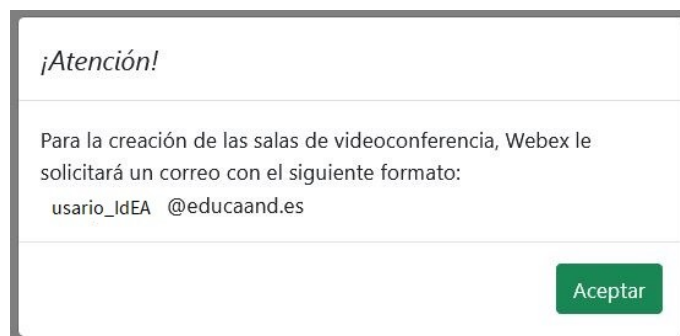 ¡Atención!
Para la creación de las salas de videoconferencia, Webex le
solicitará un correo con el siguiente formato:
usario_IdEA @educaand.es
Aceptar